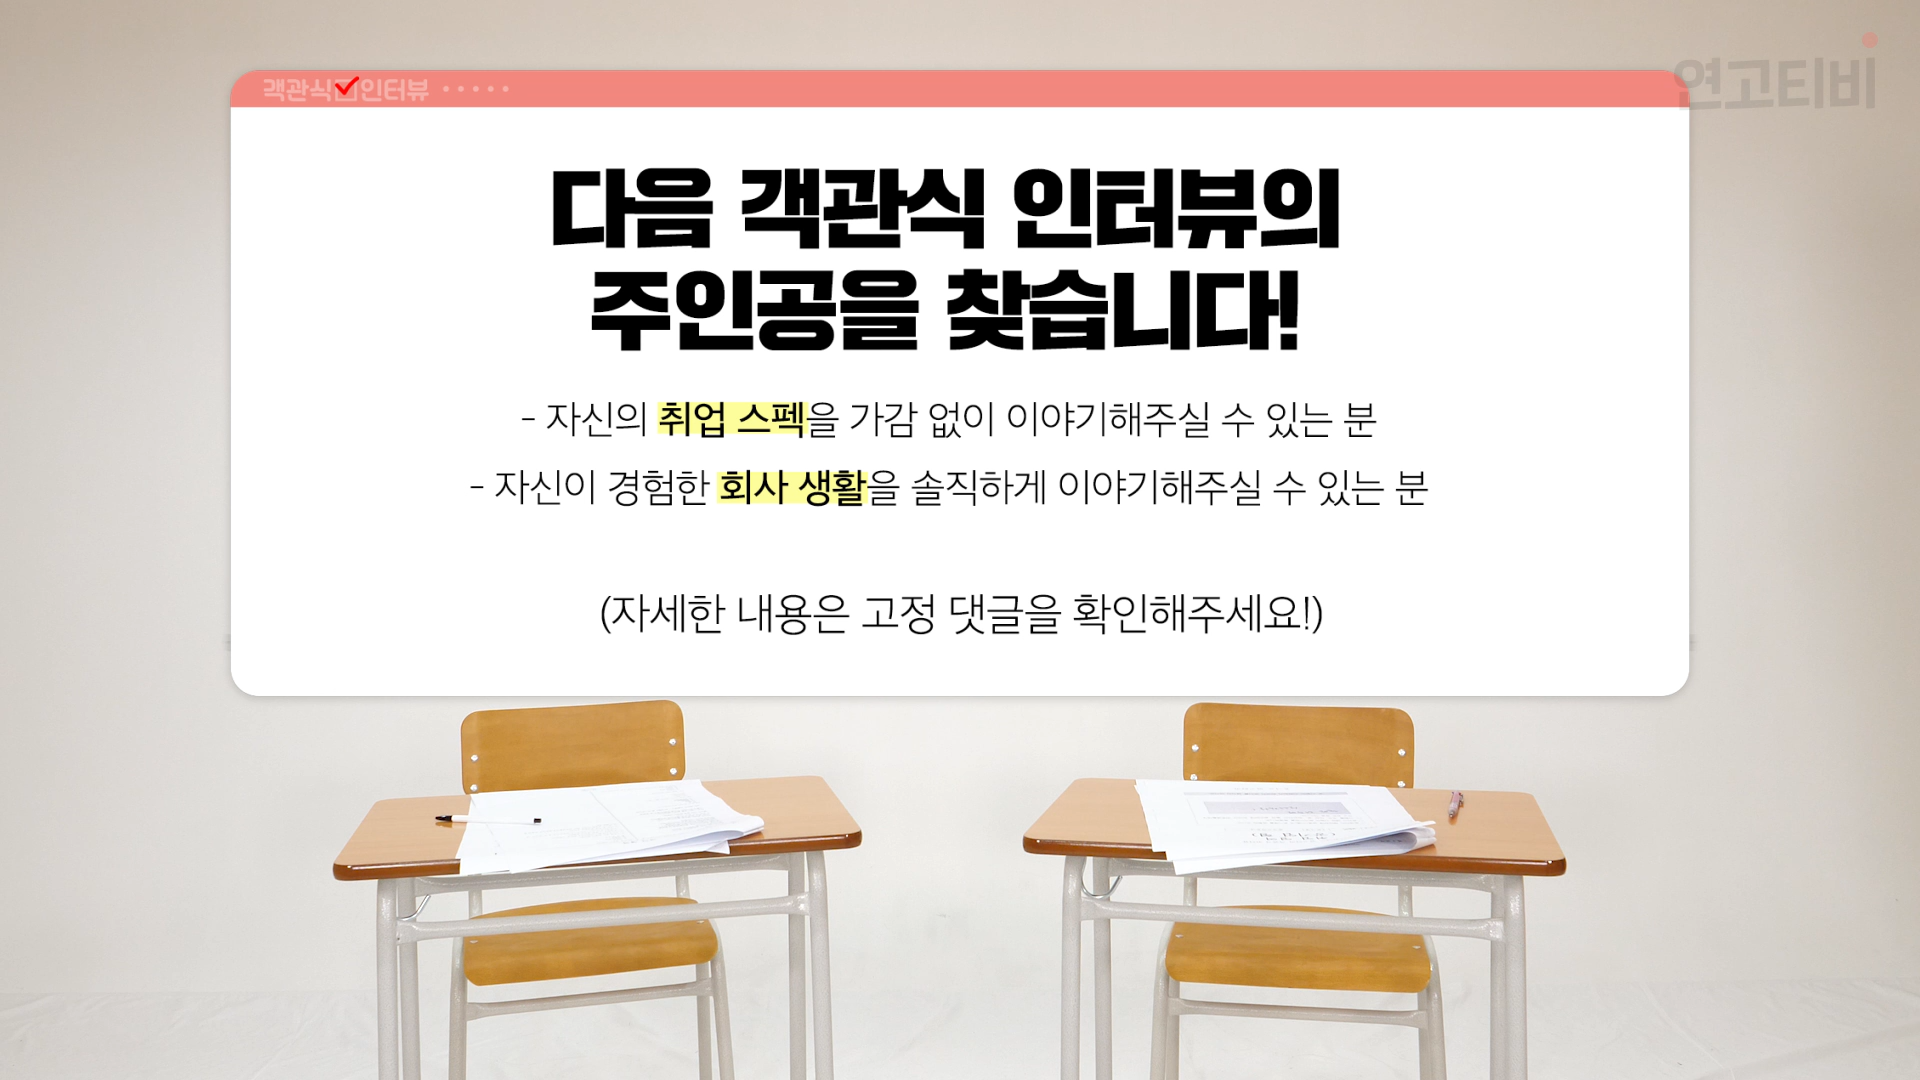 객관식 인터뷰
연고티비
다음 객관식 인터뷰의
주인공을 찾습니다!
- 자신의 취업 스펙을 가감 없이 이야기해주실 수 있는 분
- 자신이 경험한 회사 생활을 솔직하게 이야기해주실 수 있는 분
(자세한 내용은 고정 댓글을 확인해주세요!)